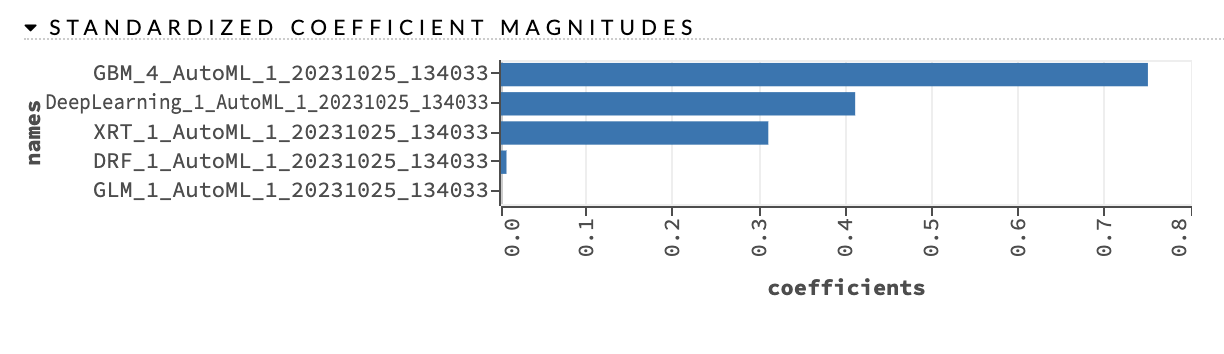 STANDARDIZED COEFFICIENT MAGNITUDES
names
GBM_4_AutoML_1_20231025_134033
DeepLearning_1_AutoML_1_20231025_134033
XRT_1_AutoML_1_20231025_134033
DRF_1_AutoML_1_20231025_134033
GLM_1_AutoML_1_20231025_134033
0.0 0.1 0.2 0.3 0.4 0.5 0.6 0.7 0.8
coefficients